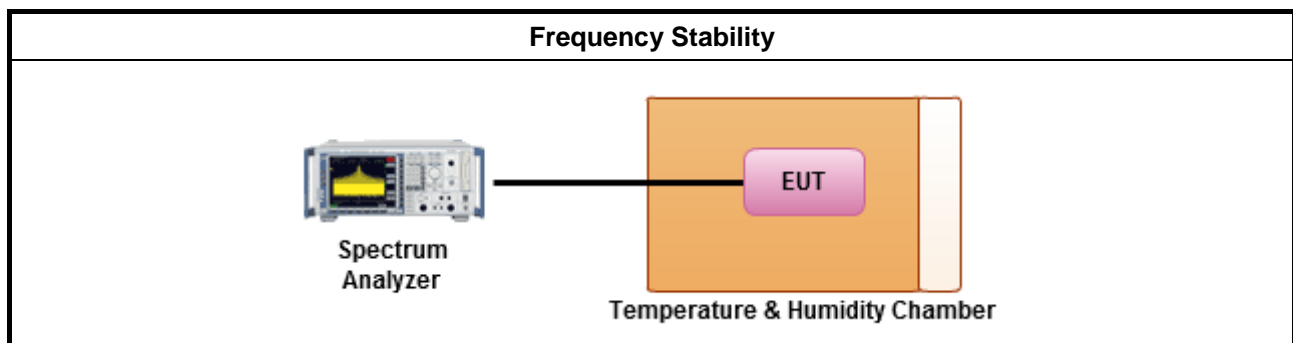 Frequency Stability
EUT
Spectrum
Analyzer
Temperature & Humidity Chamber